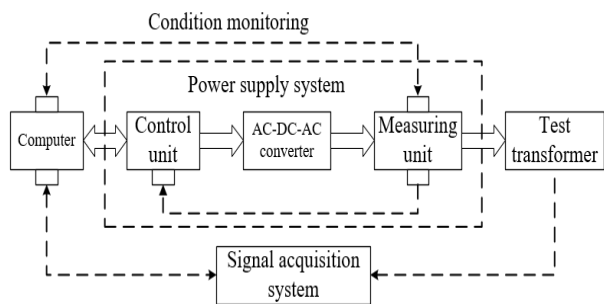 Condition monitoring
Power supply system
Computer
Control
unit
AC-DC-AC
converter
Measuring
unit
Test
transformer
Signal acquisition
system